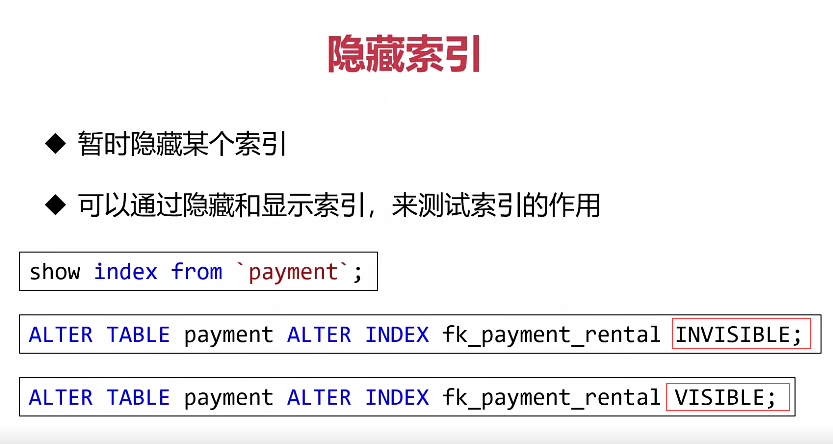 隐藏索引
◆ 暂时隐藏某个索引
◆ 可以通过隐藏和显示索引，来测试索引的作用
show index from `payment`;
ALTER TABLE payment ALTER INDEX fk_payment_rental INVISIBLE;
ALTER TABLE payment ALTER INDEX fk_payment_rental VISIBLE;